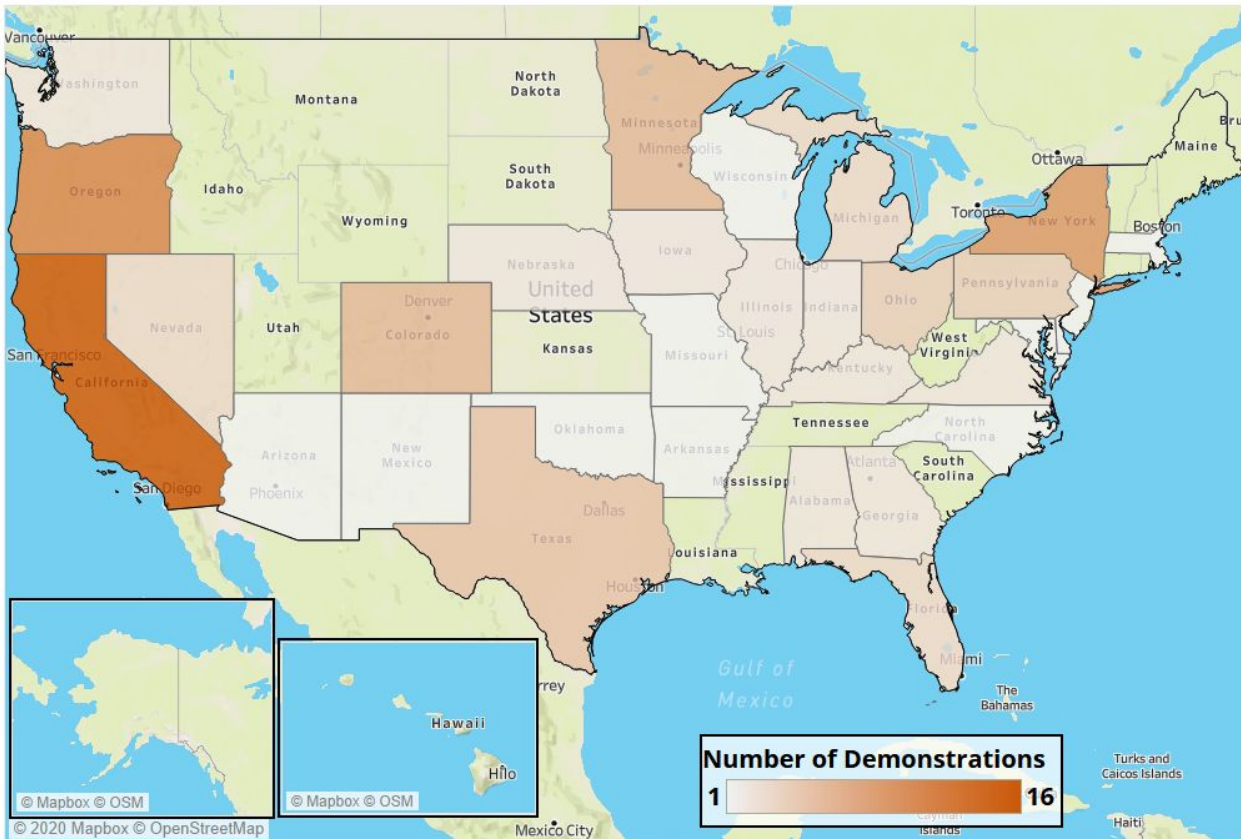 Vancouver
Washington
Montana
North
Dakota
Minnesota
Minneapolis
Ottawa
Maine
Bru
Oregon
Idaho
South
Dakota
Wisconsin
Michigan
Toronto
New York
Boston
Wyoming
Iowa
Chicago
Nebraska
Nevada
Denver
Colorado
United
States
Illinois
Indiana
Ohio
Pennsylvania
Utah
Kansas
St. Louis
Missouri
West
Virginia
Kentucky
San Francisco
California
Tennessee
North
Carolina
Arizona
New
Mexico
Oklahoma
Arkansas
Atlanta
South
Carolina
San Diego
Phoenix
Mississippi
Alabama
Georgia
Dallas
Texas
Louisiana
Houston
Florida
Miami
Gulf of
Mexico
rrey
The
Bahamas
Hawaii
Hilo
Number of Demonstrations
1
16
Turks and
Caicos Islands
Cayman
Islands
Haiti
Mexico City
© Mapbox © OSM
© Mapbox © OSM
© 2020 Mapbox © OpenStreetMap